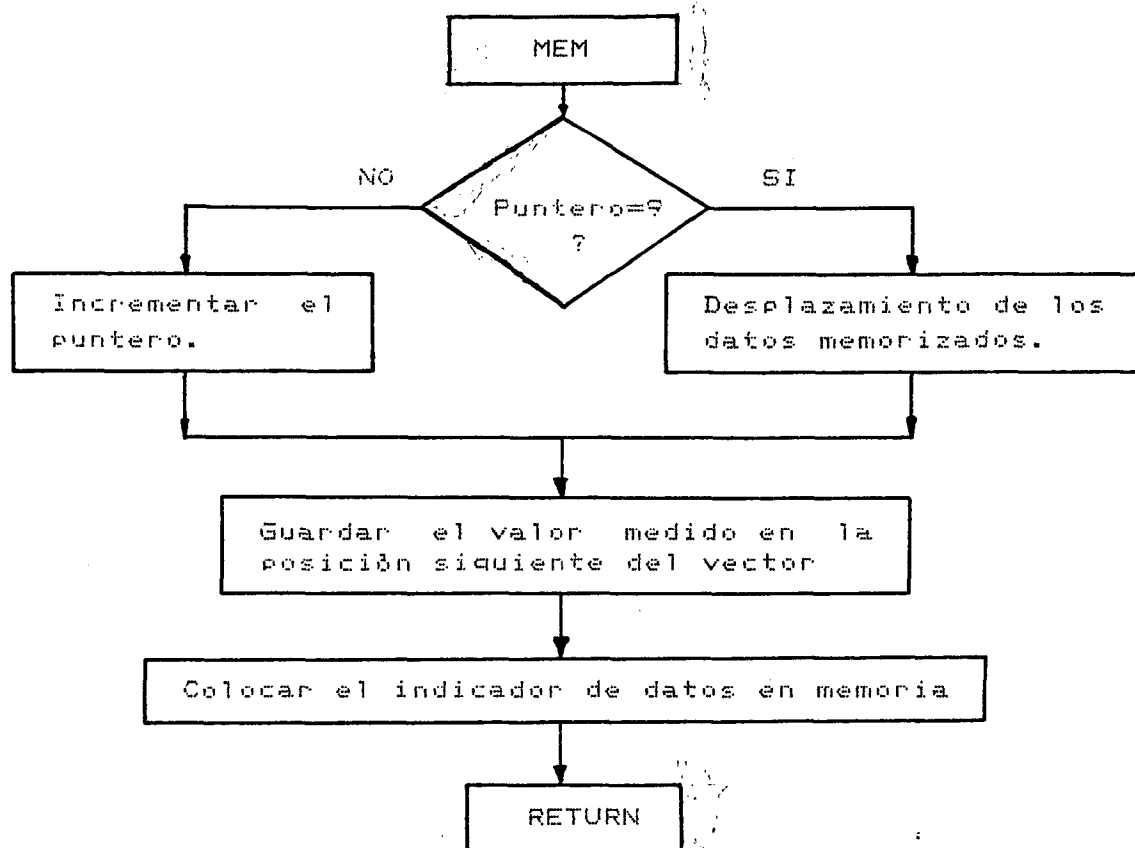 MEM
NO
SI
Puntero=9
?
Incrementar el
puntero.
Desplazamiento de los
datos memorizados.
Guardar el valor medido en la
posición siguiente del vector
Colocar el indicador de datos en memoria
RETURN